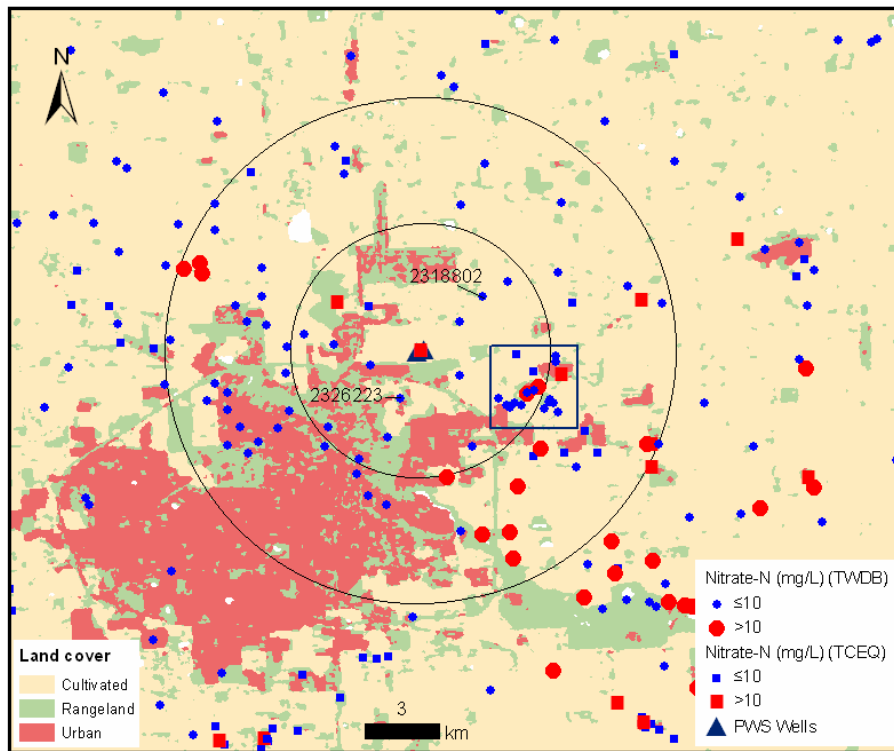 N
2318802
2326223
Land cover
Cultivated
Rangeland
Urban
3
km
Nitrate-N (mg/L) (TWDB)
≤10
>10
Nitrate-N (mg/L) (TCEQ)
≤10
>10
PWS Wells